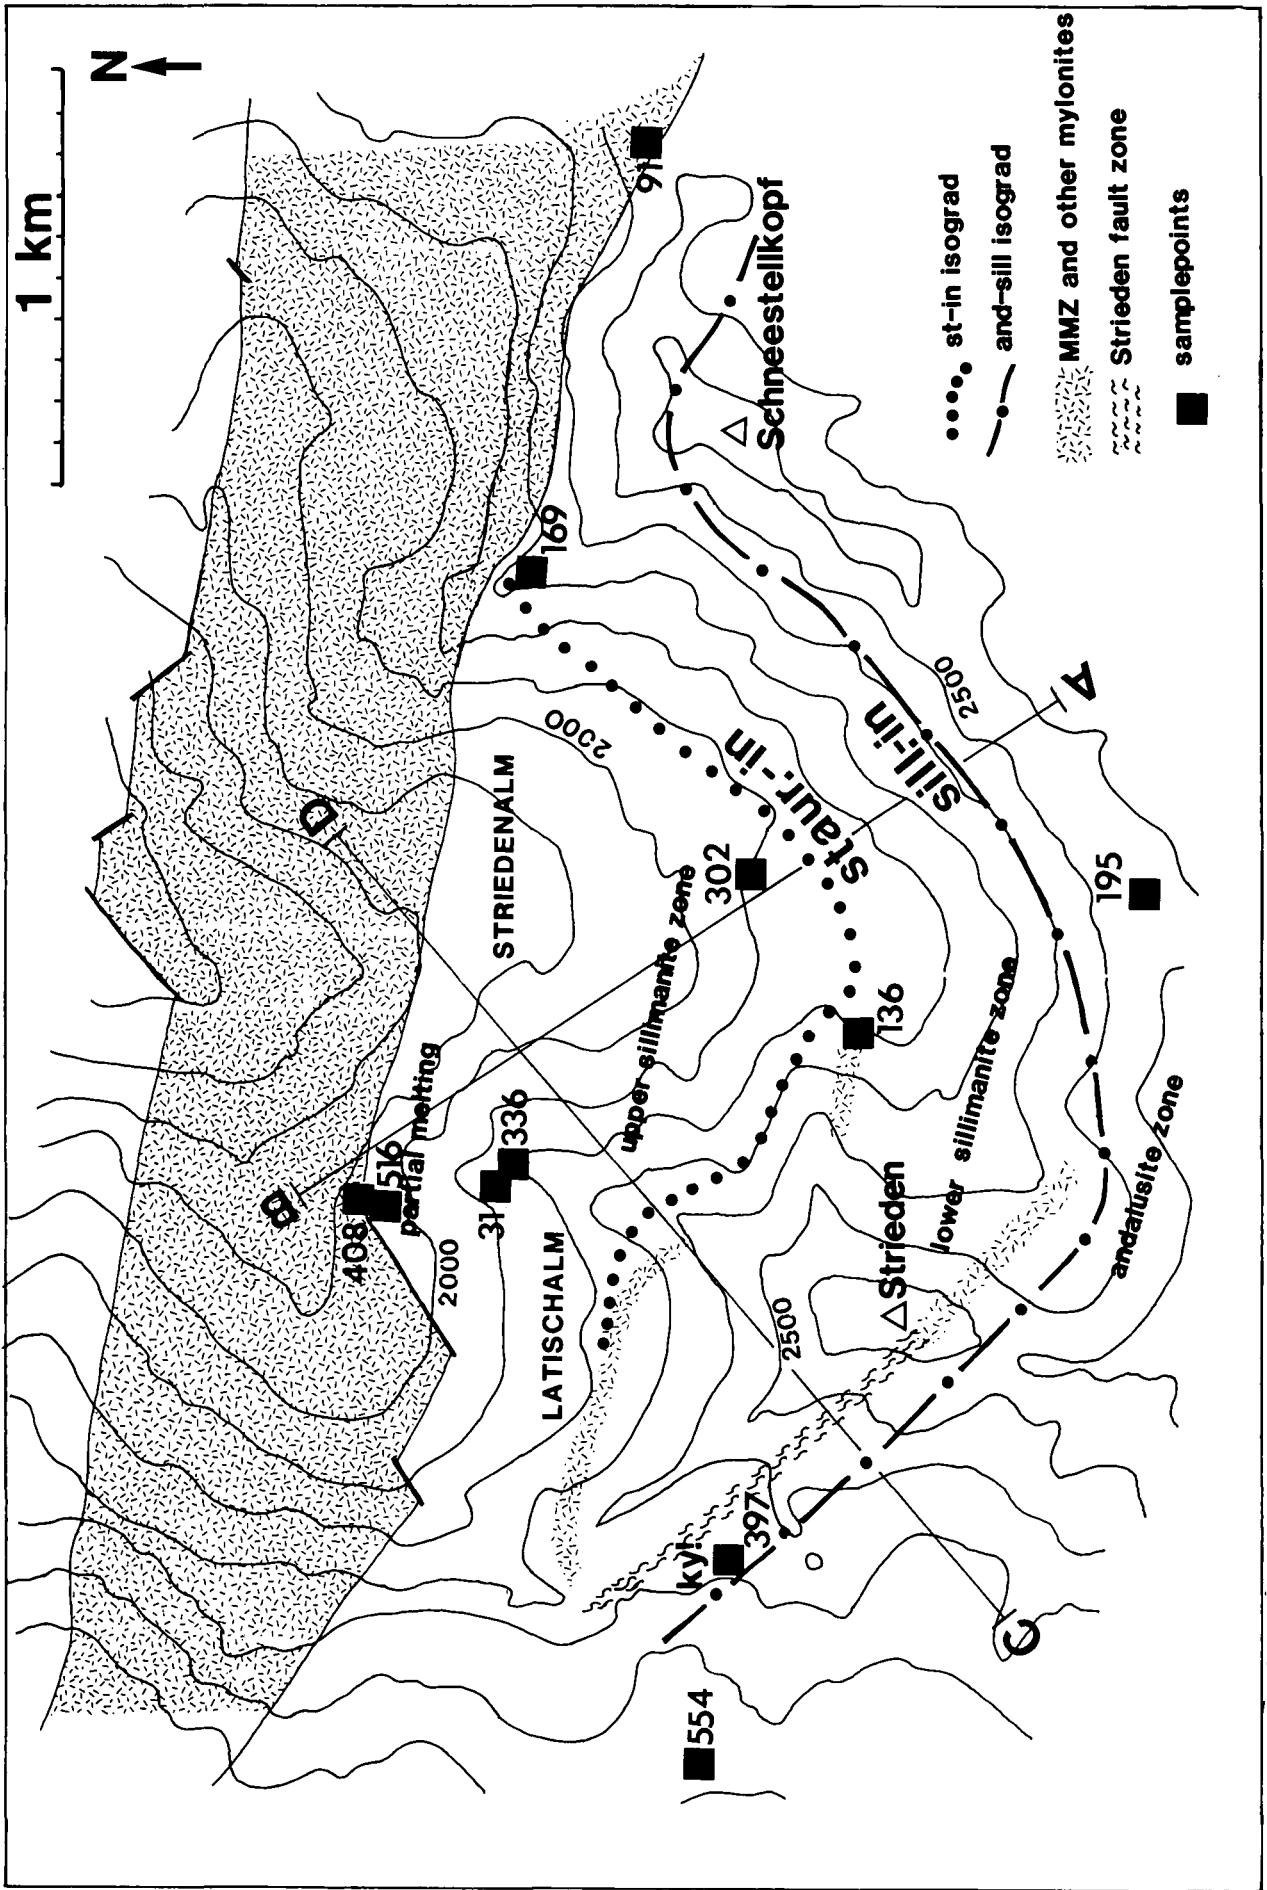 1 km
N
91
Schneestellkopf
st-in isograd
and-sill isograd
MMZ and other mylonites
Strieden fault zone
samplepoints
169
2000
D
STRIEDENALM
staur.-in
sill.-in
2500
A
302
195
upper sillimanite zone
136
B
partial melting
516
408
336
31
2000
LATISCHALM
lower sillimanite zone
andalusite zone
Strieden
2500
ky!
397
C
554